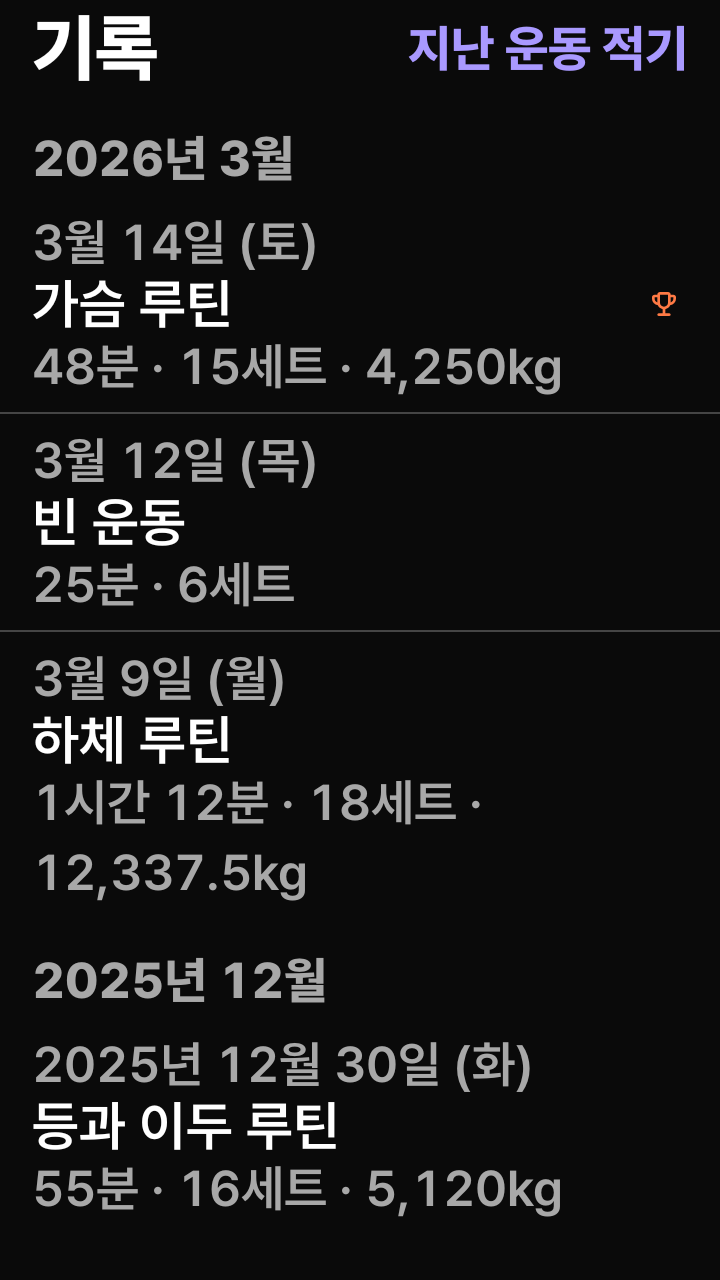 기록
지난 운동 적기
2026년 3월
3월 14일 (토)
가슴 루틴
48분 · 15세트 · 4,250kg
3월 12일 (목)
빈 운동
25분 · 6세트
3월 9일 (월)
하체 루틴
1시간 12분 · 18세트 ·
12,337.5kg
2025년 12월
2025년 12월 30일 (화)
등과 이두 루틴
55분 · 16세트 · 5,120kg